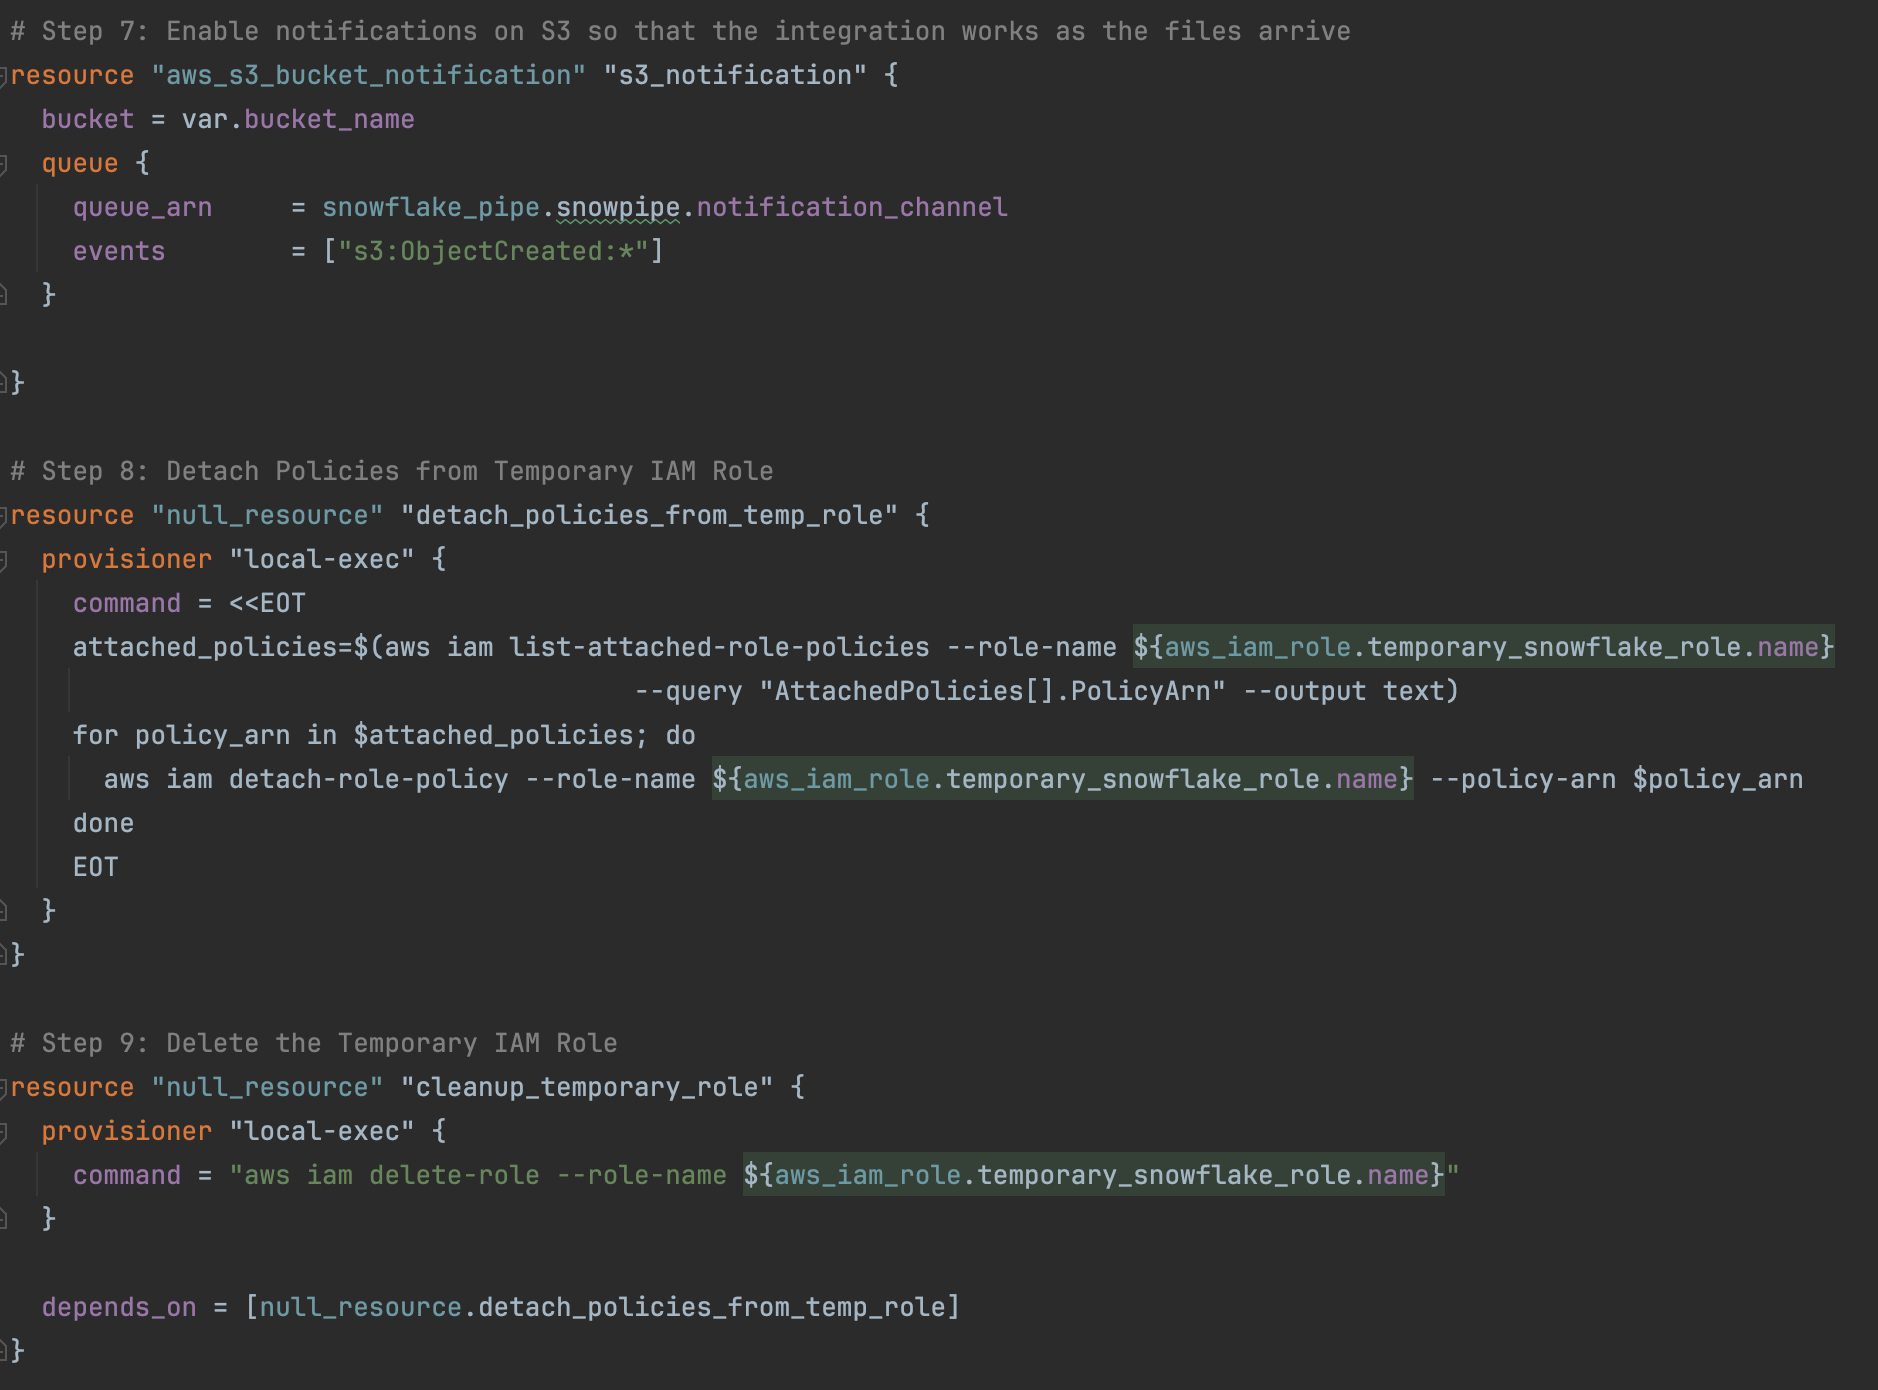 # Step 7: Enable notifications on S3 so that the integration works as the files arrive
resource "aws_s3_bucket_notification" "s3_notification" {
  bucket = var.bucket_name
  queue {
    queue_arn     = snowflake_pipe.snowpipe.notification_channel
    events        = ["s3:ObjectCreated:*"]
  }

}

# Step 8: Detach Policies from Temporary IAM Role
resource "null_resource" "detach_policies_from_temp_role" {
  provisioner "local-exec" {
    command = <<EOT
    attached_policies=$(aws iam list-attached-role-policies --role-name ${aws_iam_role.temporary_snowflake_role.name}
                                        --query "AttachedPolicies[].PolicyArn" --output text)
    for policy_arn in $attached_policies; do
      aws iam detach-role-policy --role-name ${aws_iam_role.temporary_snowflake_role.name} --policy-arn $policy_arn
    done
    EOT
  }
}

# Step 9: Delete the Temporary IAM Role
resource "null_resource" "cleanup_temporary_role" {
  provisioner "local-exec" {
    command = "aws iam delete-role --role-name ${aws_iam_role.temporary_snowflake_role.name}"
  }

  depends_on = [null_resource.detach_policies_from_temp_role]
}